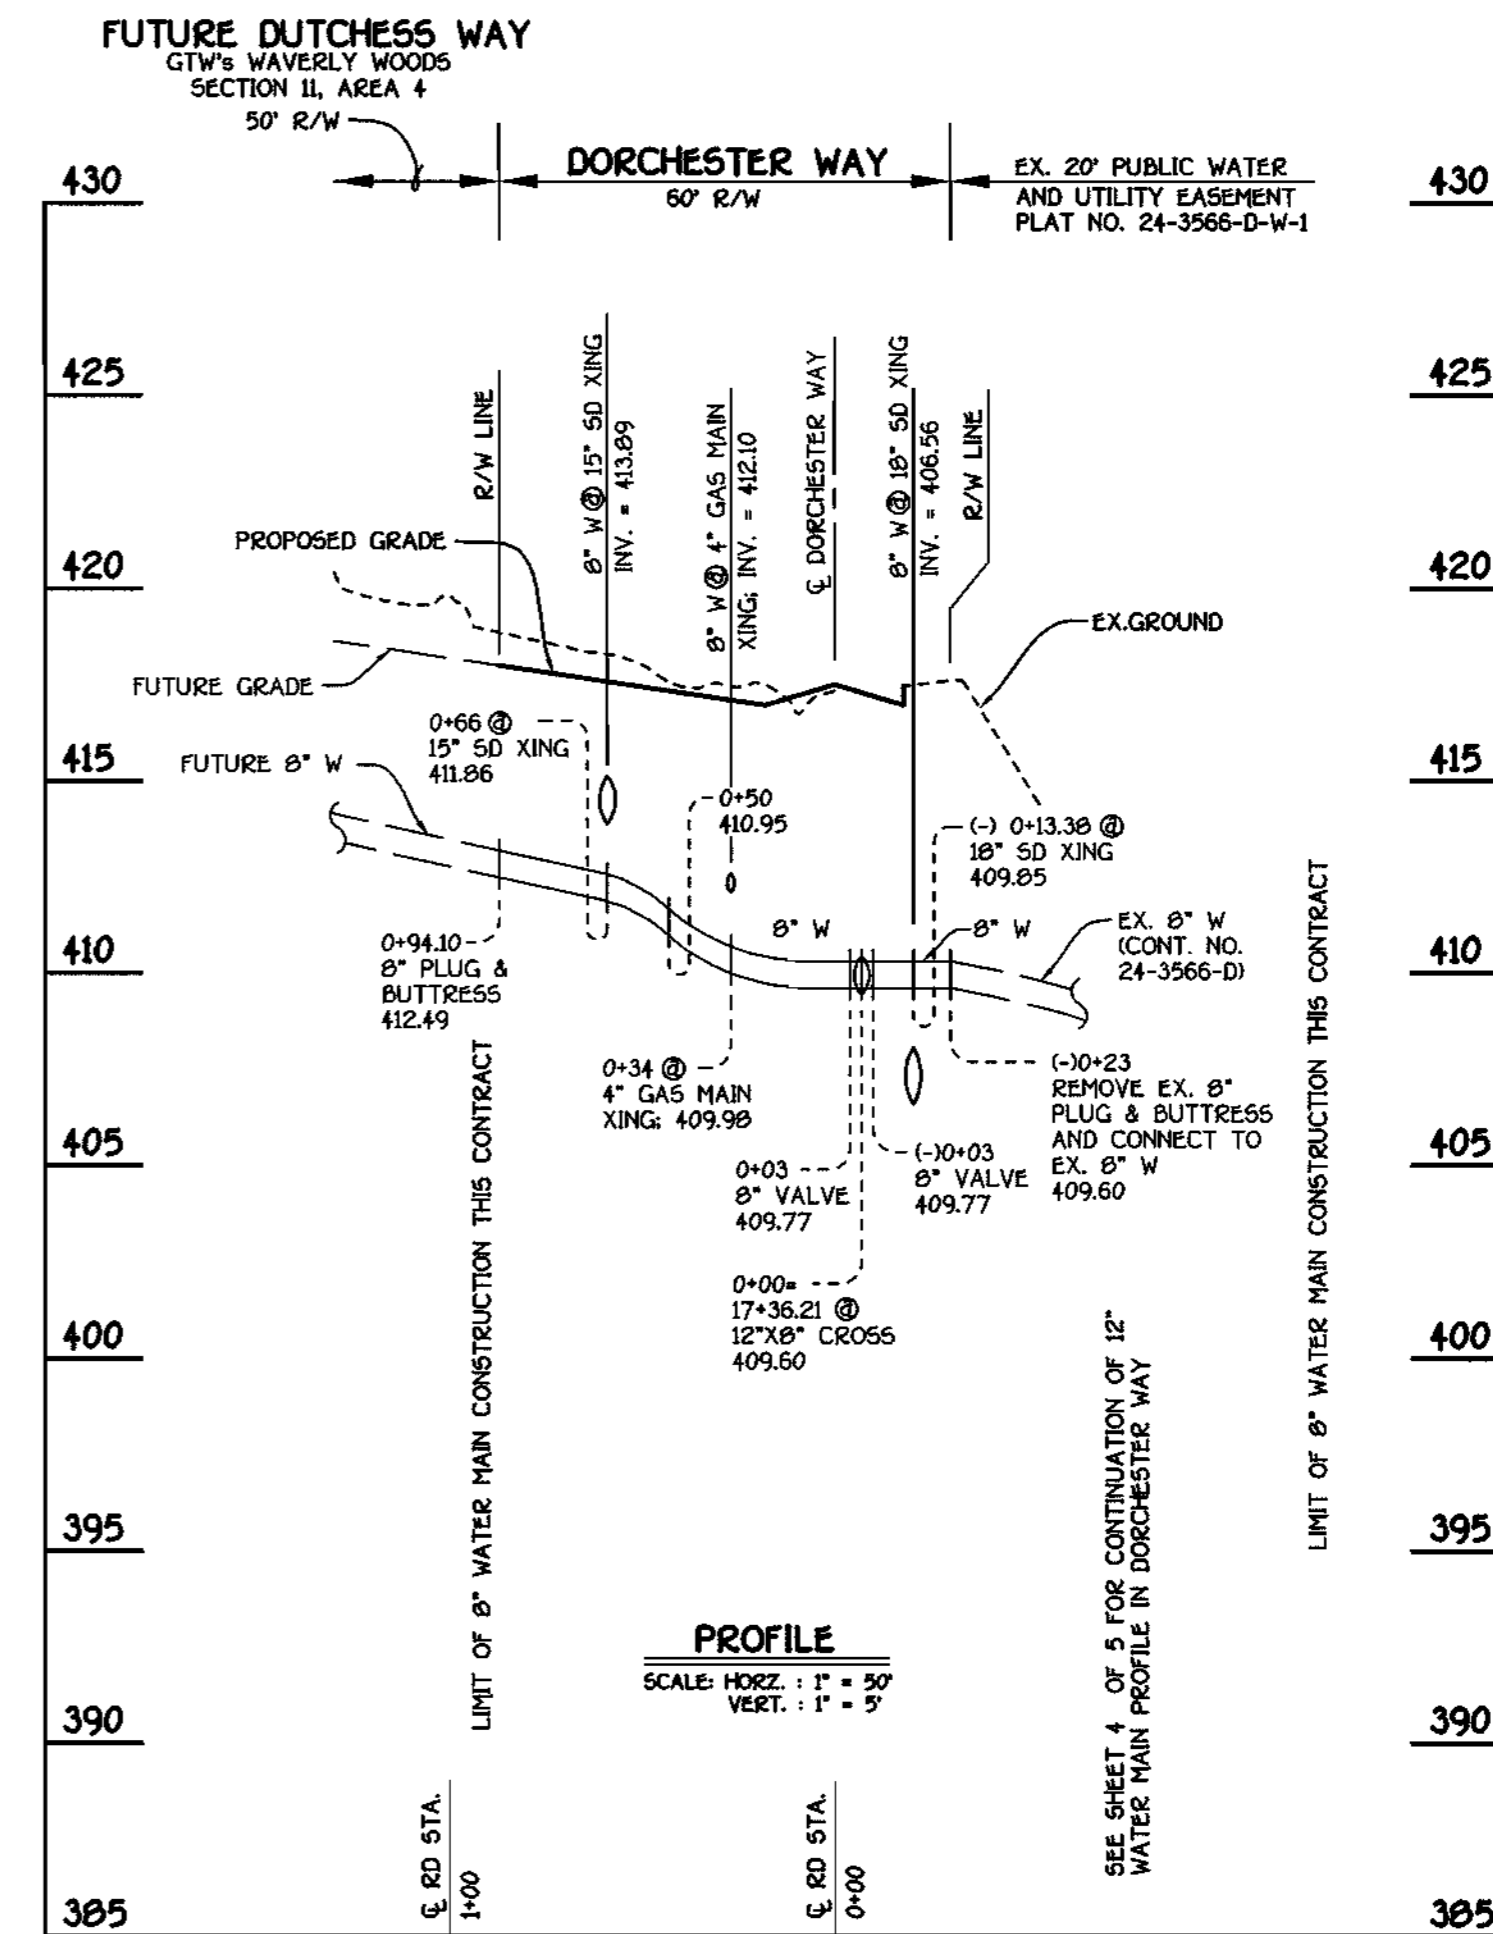 FUTURE DUTCHESS WAY
GTW's WAVERLY WOODS
SECTION 11, AREA 4
50' R/W
DORCHESTER WAY
60' R/W
EX. 20' PUBLIC WATER
AND UTILITY EASEMENT
PLAT NO. 24-3566-D-W-1
430
430
425
425
420
420
415
415
410
410
405
405
400
400
395
395
390
390
385
385
R/W LINE
8" W @ 15" SD XING
INV. = 413.89
8" W @ 4" GAS MAIN
XING; INV. = 412.10
℄ DORCHESTER WAY
8" W @ 18" SD XING
INV. = 406.56
R/W LINE
PROPOSED GRADE
EX.GROUND
FUTURE GRADE
FUTURE 8" W
0+66 @
15" SD XING
411.86
0+50
410.95
(-) 0+13.38 @
18" SD XING
409.85
8" W
8" W
EX. 8" W
(CONT. NO.
24-3566-D)
0+94.10
8" PLUG &
BUTTRESS
412.49
0+34 @
4" GAS MAIN
XING; 409.98
0+03
8" VALVE
409.77
(-)0+03
8" VALVE
409.77
(-)0+23
REMOVE EX. 8"
PLUG & BUTTRESS
AND CONNECT TO
EX. 8" W
409.60
0+00=
17+36.21 @
12"X8" CROSS
409.60
LIMIT OF 8" WATER MAIN CONSTRUCTION THIS CONTRACT
LIMIT OF 8" WATER MAIN CONSTRUCTION THIS CONTRACT
SEE SHEET 4 OF 5 FOR CONTINUATION OF 12"
WATER MAIN PROFILE IN DORCHESTER WAY
PROFILE
SCALE: HORZ. : 1" = 50'
VERT. : 1" = 5'
℄ RD STA.
1+00
℄ RD STA.
0+00